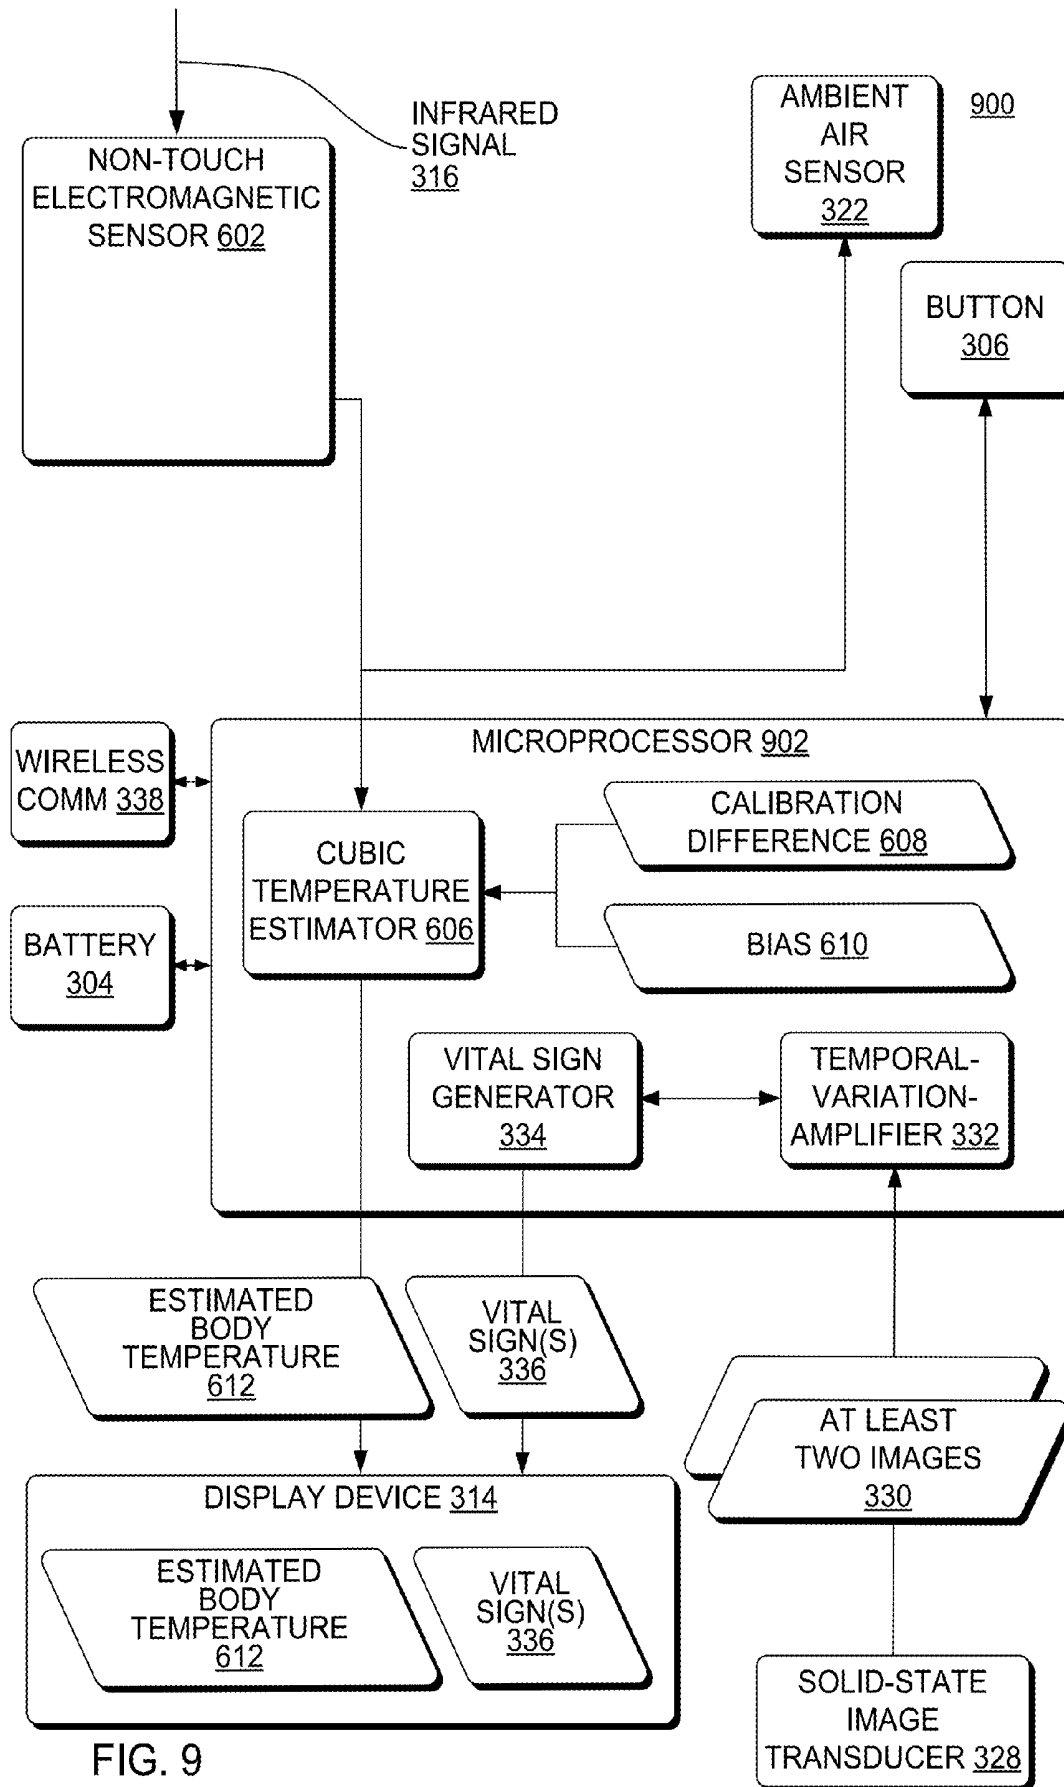 INFRARED
SIGNAL
316
NON-TOUCH
ELECTROMAGNETIC
SENSOR 602
AMBIENT
AIR
SENSOR
322
900
BUTTON
306
MICROPROCESSOR 902
WIRELESS
COMM 338
BATTERY
304
CUBIC
TEMPERATURE
ESTIMATOR 606
CALIBRATION
DIFFERENCE 608
BIAS 610
VITAL SIGN
GENERATOR
334
TEMPORAL-
VARIATION-
AMPLIFIER 332
ESTIMATED
BODY
TEMPERATURE
612
VITAL
SIGN(S)
336
AT LEAST
TWO IMAGES
330
DISPLAY DEVICE 314
ESTIMATED
BODY
TEMPERATURE
612
VITAL
SIGN(S)
336
SOLID-STATE
IMAGE
TRANSDUCER 328
FIG. 9